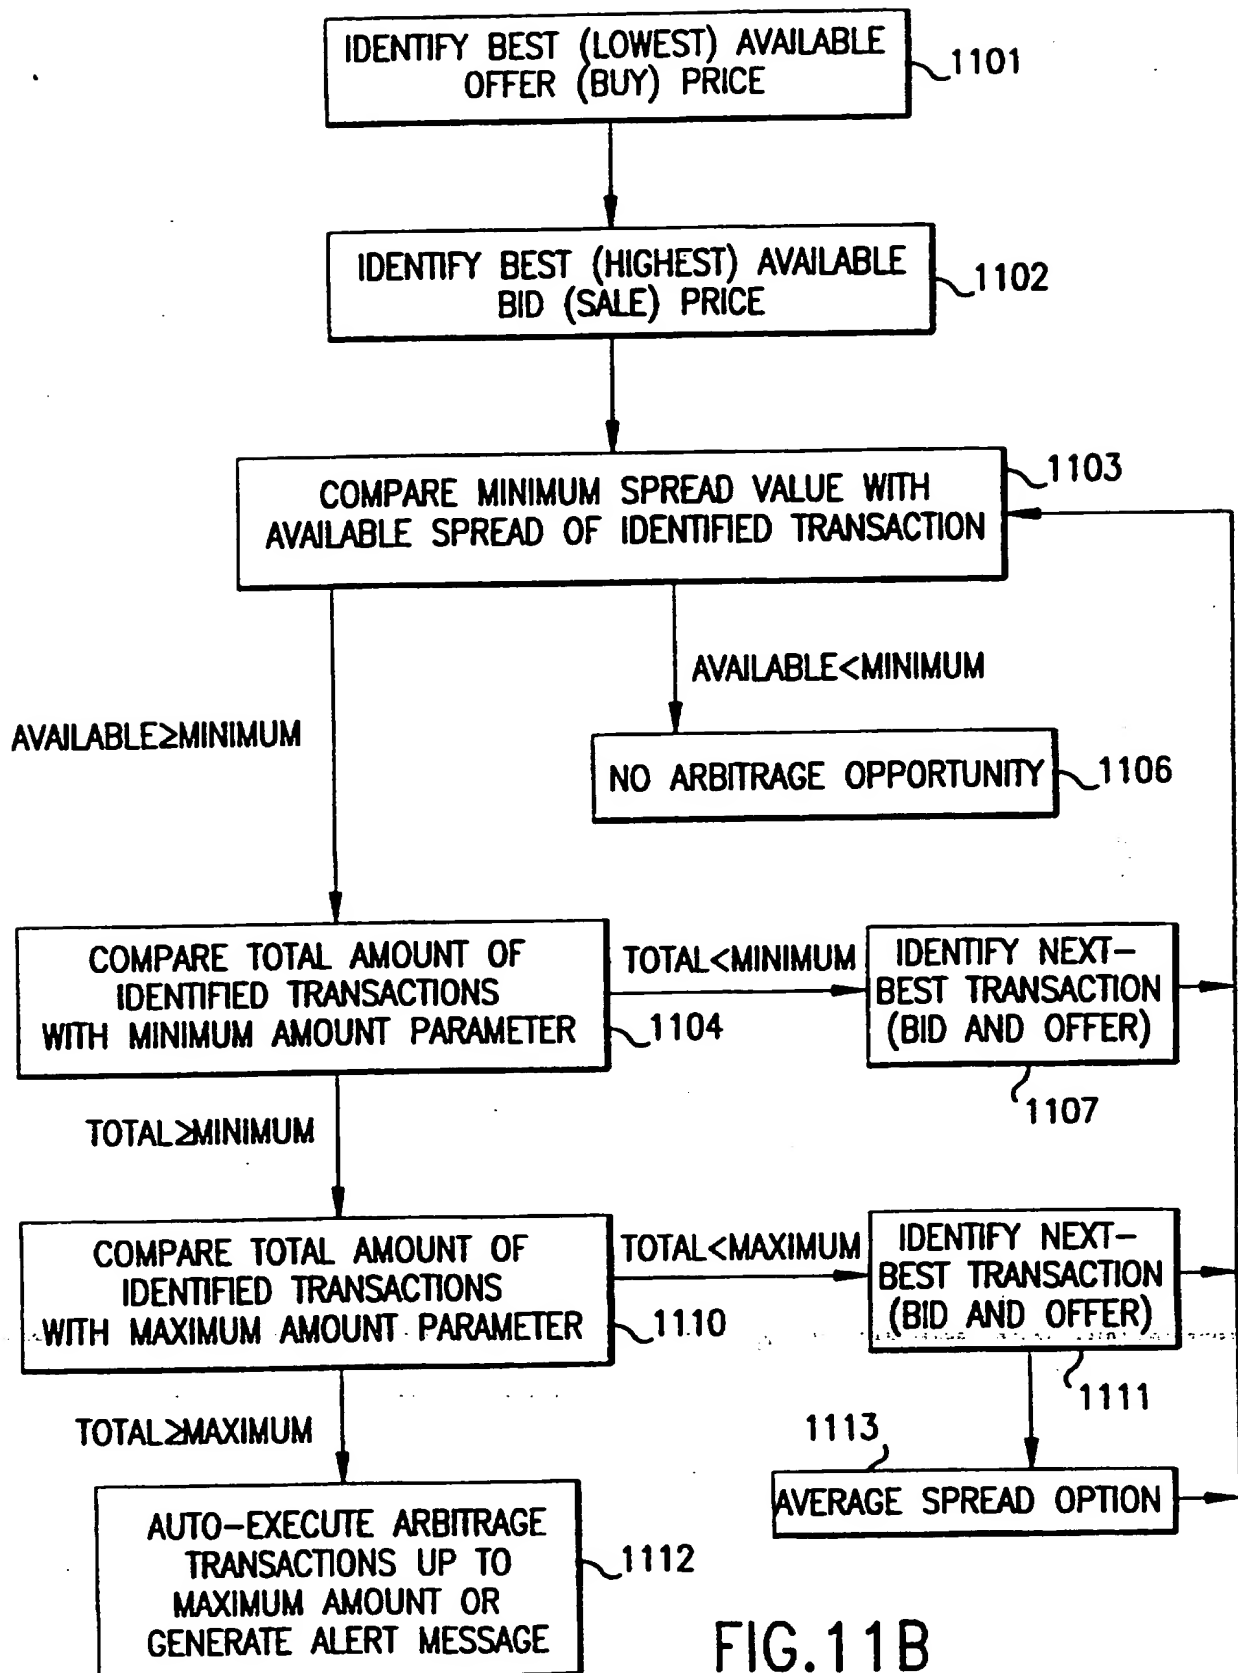 IDENTIFY BEST (LOWEST) AVAILABLE
OFFER (BUY) PRICE
1101
IDENTIFY BEST (HIGHEST) AVAILABLE
BID (SALE) PRICE
1102
COMPARE MINIMUM SPREAD VALUE WITH
AVAILABLE SPREAD OF IDENTIFIED TRANSACTION
1103
AVAILABLE<MINIMUM
AVAILABLE≥MINIMUM
NO ARBITRAGE OPPORTUNITY
1106
COMPARE TOTAL AMOUNT OF
IDENTIFIED TRANSACTIONS
WITH MINIMUM AMOUNT PARAMETER
1104
TOTAL<MINIMUM
IDENTIFY NEXT-
BEST TRANSACTION
(BID AND OFFER)
1107
TOTAL≥MINIMUM
COMPARE TOTAL AMOUNT OF
IDENTIFIED TRANSACTIONS
WITH MAXIMUM AMOUNT PARAMETER
1110
TOTAL<MAXIMUM
IDENTIFY NEXT-
BEST TRANSACTION
(BID AND OFFER)
1111
TOTAL≥MAXIMUM
1113
AVERAGE SPREAD OPTION
AUTO-EXECUTE ARBITRAGE
TRANSACTIONS UP TO
MAXIMUM AMOUNT OR
GENERATE ALERT MESSAGE
1112
FIG.11B